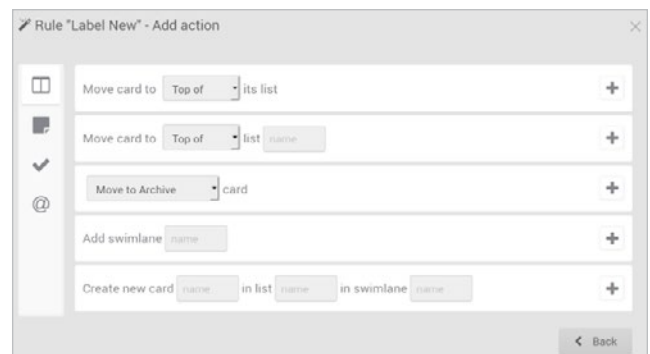 Rule "Label New" - Add action
Move card to Top of its list
Move card to Top of list name
Move to Archive card
@
Add swimlane name
Create new card name in list name in swimlane name
Back